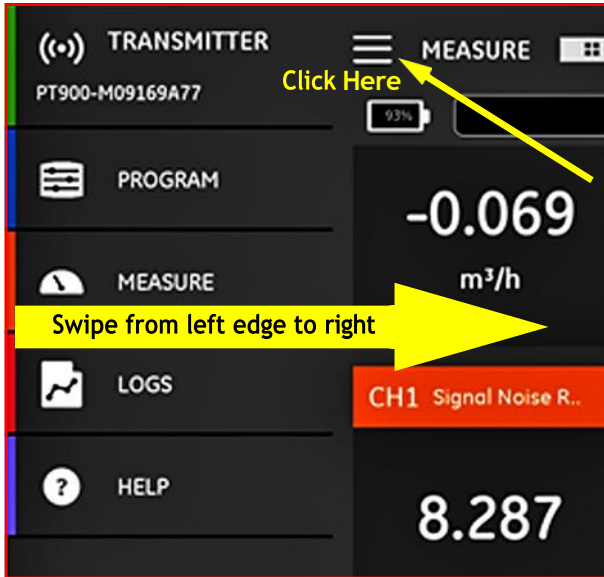 TRANSMITTER
PT900-M09169A77
PROGRAM
MEASURE
LOGS
HELP
MEASURE
Click Here
93%
-0.069
m³/h
Swipe from left edge to right
CH1 Signal Noise R..
8.287